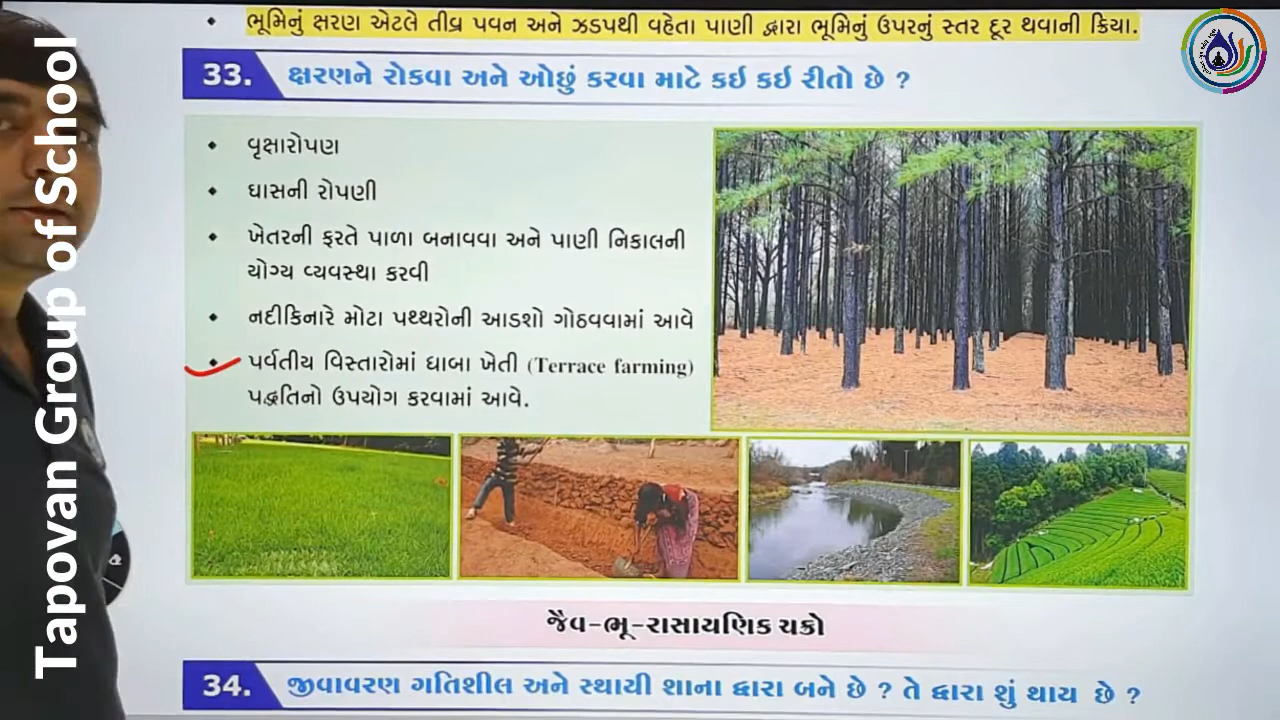 • ભૂમિનું ક્ષરણ એટલે તીવ્ર પવન અને ઝડપથી વહેતા પાણી દ્વારા ભૂમિનું ઉપરનું સ્તર દૂર થવાની ક્રિયા.
33. ક્ષરણને રોકવા અને ઓછું કરવા માટે કઇ કઇ રીતો છે ?
• વૃક્ષારોપણ
• ઘાસની રોપણી
• ખેતરની ફરતે પાળા બનાવવા અને પાણી નિકાલની
યોગ્ય વ્યવસ્થા કરવી
• નદીકિનારે મોટા પથ્થરોની આડશો ગોઠવવામાં આવે
• પર્વતીય વિસ્તારોમાં ધાબા ખેતી (Terrace farming)
પદ્ધતિનો ઉપયોગ કરવામાં આવે.
જૈવ-ભૂ-રાસાયણિક ચક્રો
34. જીવાવરણ ગતિશીલ અને સ્થાયી શાના દ્વારા બને છે ? તે દ્વારા શું થાય છે ?
Tapovan Group of School